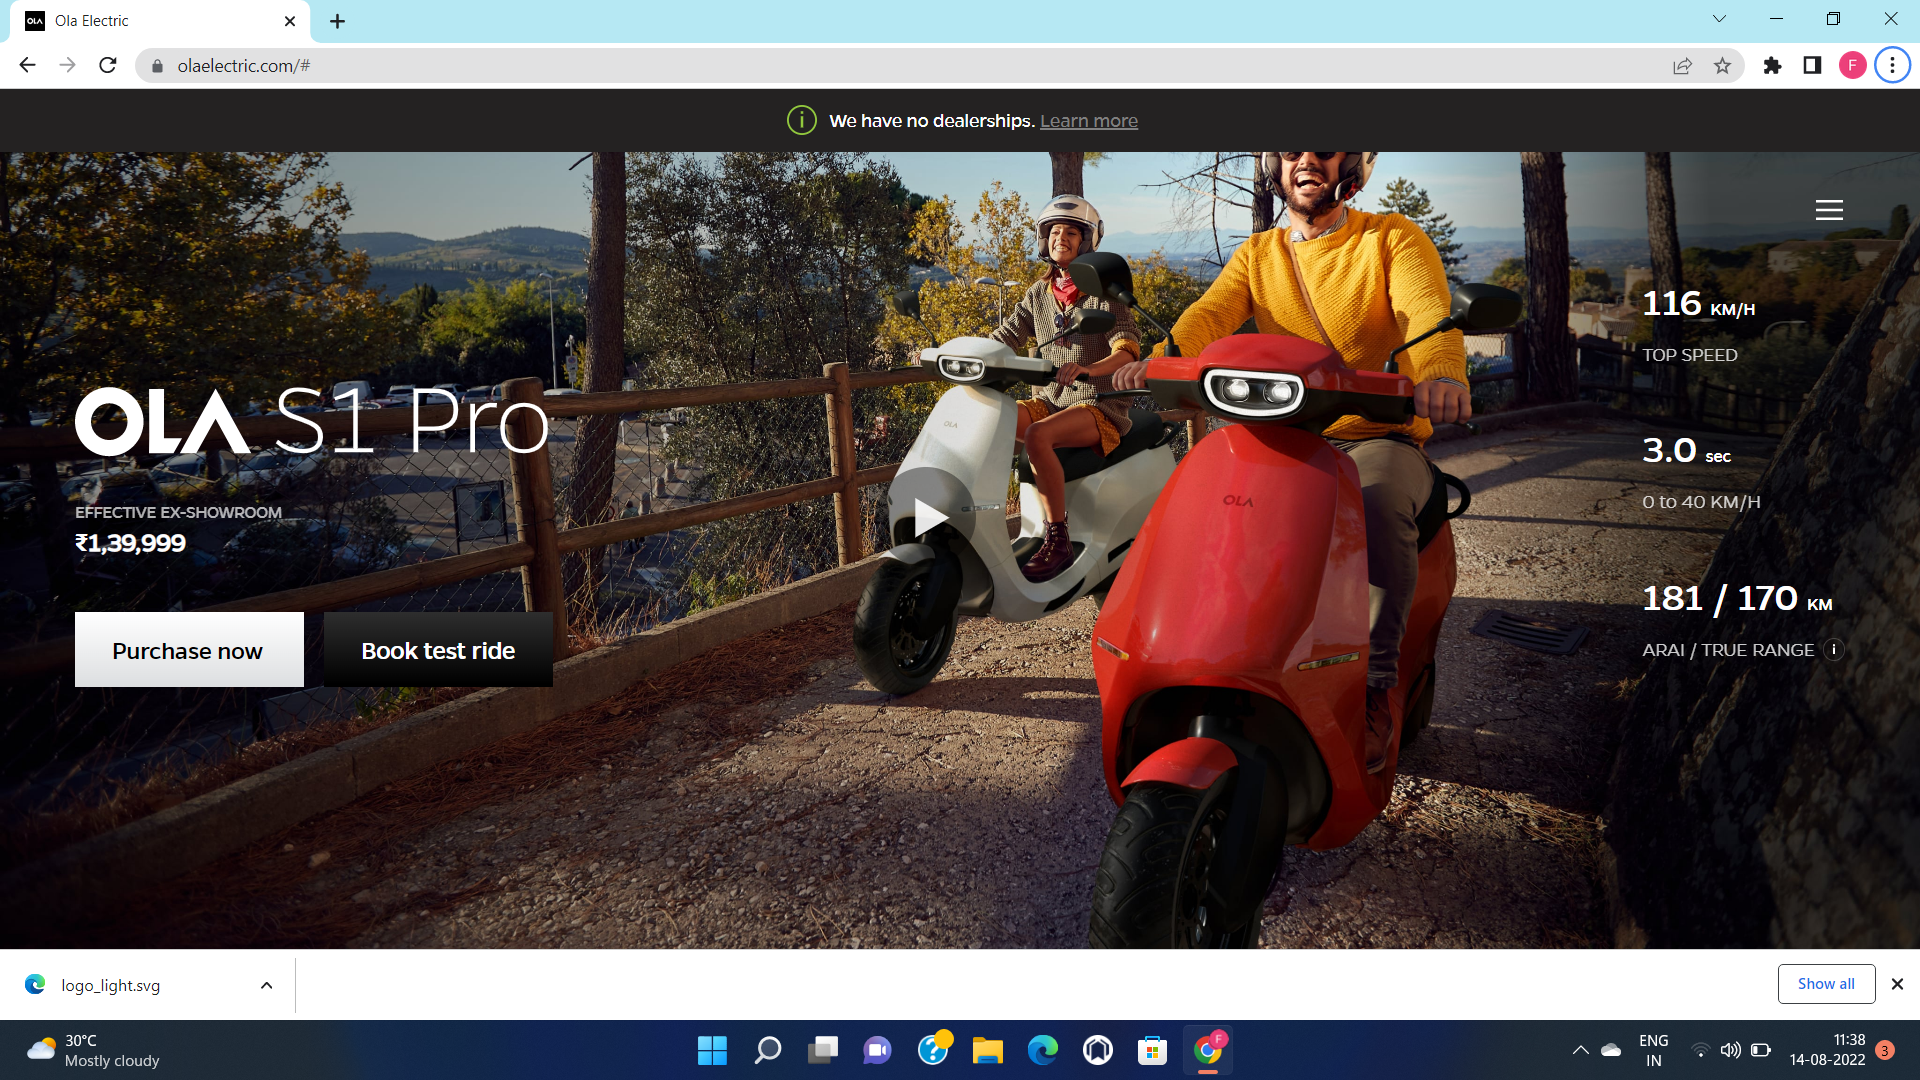 OLA
Ola Electric
olaelectric.com/#
F
i We have no dealerships. Learn more
OLA S1 Pro
EFFECTIVE EX-SHOWROOM
₹1,39,999
Purchase now
Book test ride
OLA
OLA
116 KM/H
TOP SPEED
3.0 sec
0 to 40 KM/H
181 / 170 KM
ARAI / TRUE RANGE i
logo_light.svg
Show all
30°C
Mostly cloudy
?
F
ENG
IN
11:38
14-08-2022
3